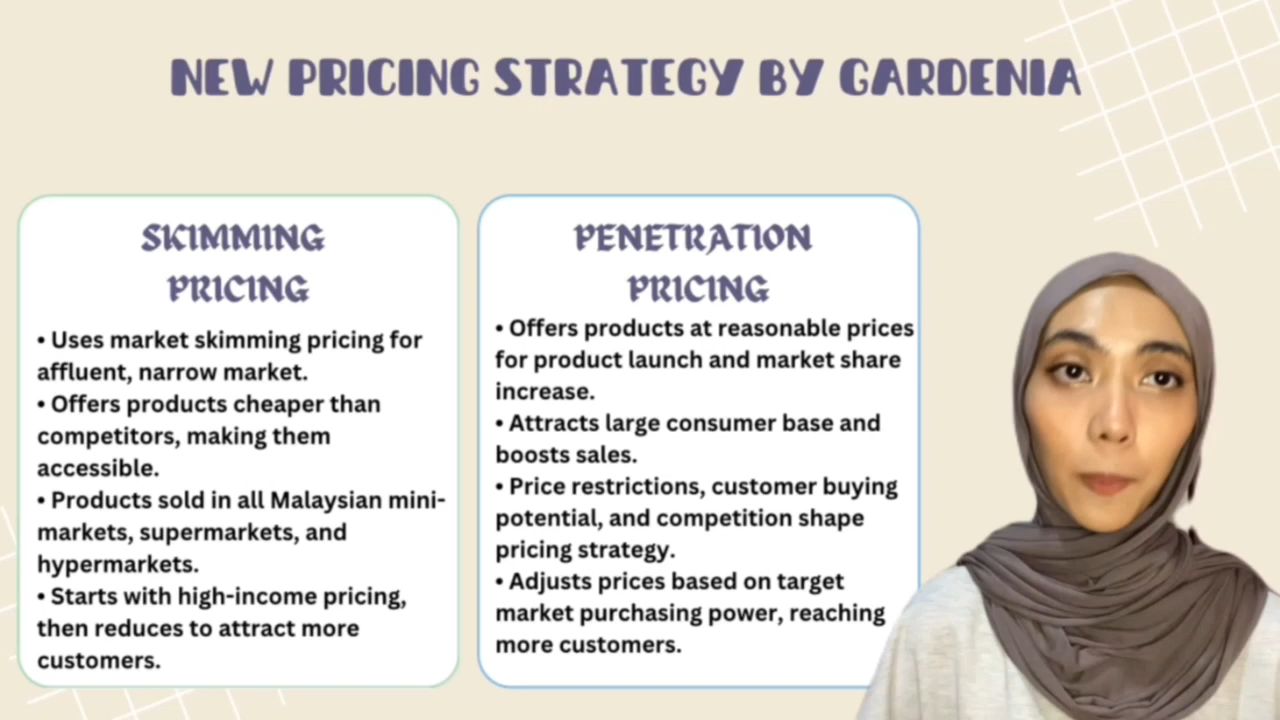 NEW PRICING STRATEGY BY GARDENIA
SKIMMING
PRICING
• Uses market skimming pricing for
affluent, narrow market.
• Offers products cheaper than
competitors, making them
accessible.
• Products sold in all Malaysian mini-
markets, supermarkets, and
hypermarkets.
• Starts with high-income pricing,
then reduces to attract more
customers.
PENETRATION
PRICING
• Offers products at reasonable prices
for product launch and market share
increase.
• Attracts large consumer base and
boosts sales.
• Price restrictions, customer buying
potential, and competition shape
pricing strategy.
• Adjusts prices based on target
market purchasing power, reaching
more customers.